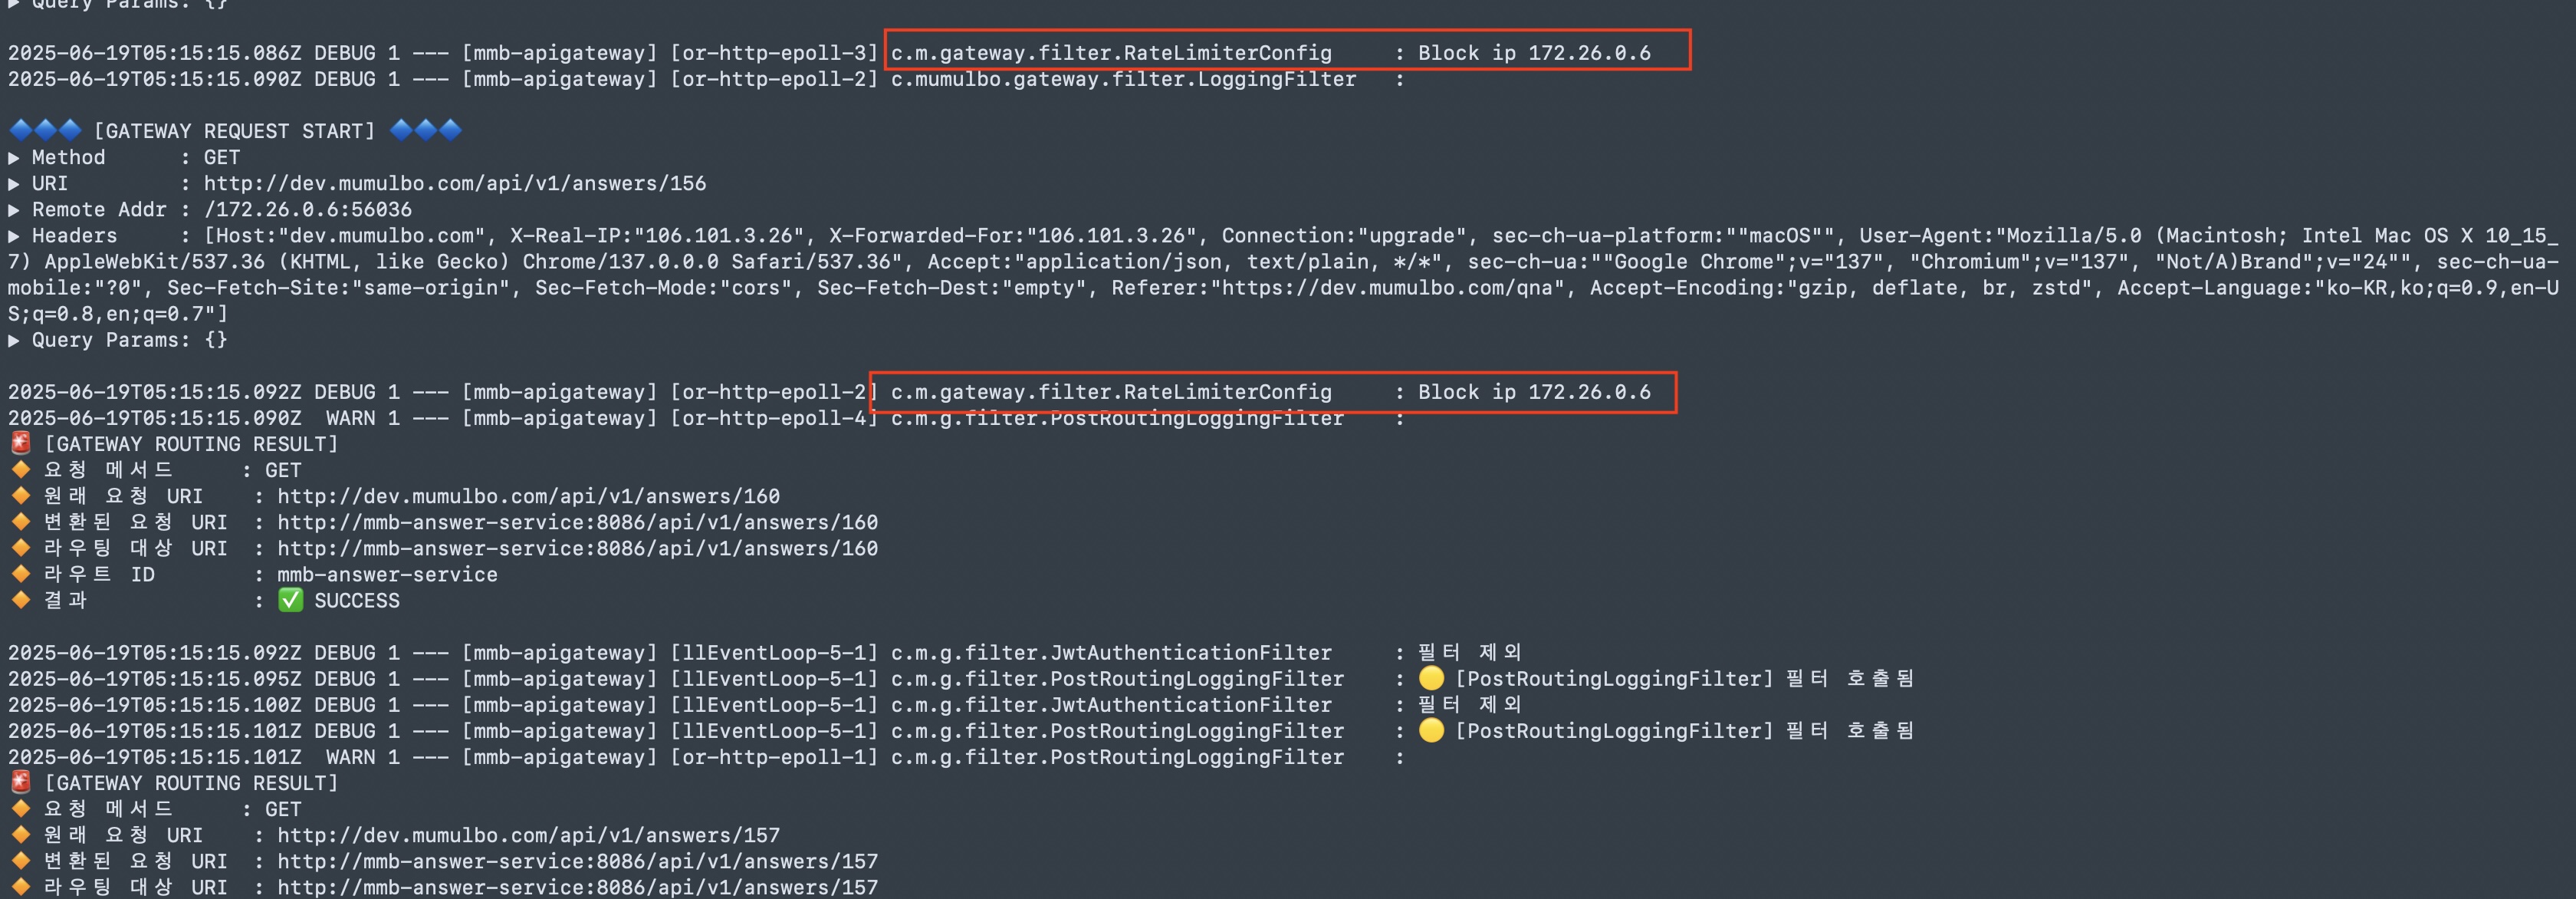 ▶ Query Params: {}
2025-06-19T05:15:15.086Z DEBUG 1 --- [mmb-apigateway] [or-http-epoll-3] c.m.gateway.filter.RateLimiterConfig : Block ip 172.26.0.6
2025-06-19T05:15:15.090Z DEBUG 1 --- [mmb-apigateway] [or-http-epoll-2] c.mumulbo.gateway.filter.LoggingFilter :
🔷🔷🔷 [GATEWAY REQUEST START] 🔷🔷🔷
▶ Method : GET
▶ URI : http://dev.mumulbo.com/api/v1/answers/156
▶ Remote Addr : /172.26.0.6:56036
▶ Headers : [Host:"dev.mumulbo.com", X-Real-IP:"106.101.3.26", X-Forwarded-For:"106.101.3.26", Connection:"upgrade", sec-ch-ua-platform:""macOS"", User-Agent:"Mozilla/5.0 (Macintosh; Intel Mac OS X 10_15_
7) AppleWebKit/537.36 (KHTML, like Gecko) Chrome/137.0.0.0 Safari/537.36", Accept:"application/json, text/plain, */*", sec-ch-ua:""Google Chrome";v="137", "Chromium";v="137", "Not/A)Brand";v="24"", sec-ch-ua-
mobile:"?0", Sec-Fetch-Site:"same-origin", Sec-Fetch-Mode:"cors", Sec-Fetch-Dest:"empty", Referer:"https://dev.mumulbo.com/qna", Accept-Encoding:"gzip, deflate, br, zstd", Accept-Language:"ko-KR,ko;q=0.9,en-U
S;q=0.8,en;q=0.7"]
▶ Query Params: {}
2025-06-19T05:15:15.092Z DEBUG 1 --- [mmb-apigateway] [or-http-epoll-2] c.m.gateway.filter.RateLimiterConfig : Block ip 172.26.0.6
2025-06-19T05:15:15.090Z WARN 1 --- [mmb-apigateway] [or-http-epoll-4] c.m.g.filter.PostRoutingLoggingFilter :
🚨 [GATEWAY ROUTING RESULT]
🔶 요청 메서드 : GET
🔶 원래 요청 URI : http://dev.mumulbo.com/api/v1/answers/160
🔶 변환된 요청 URI : http://mmb-answer-service:8086/api/v1/answers/160
🔶 라우팅 대상 URI : http://mmb-answer-service:8086/api/v1/answers/160
🔶 라우트 ID : mmb-answer-service
🔶 결과 : ✅ SUCCESS
2025-06-19T05:15:15.092Z DEBUG 1 --- [mmb-apigateway] [llEventLoop-5-1] c.m.g.filter.JwtAuthenticationFilter : 필터 제외
2025-06-19T05:15:15.095Z DEBUG 1 --- [mmb-apigateway] [llEventLoop-5-1] c.m.g.filter.PostRoutingLoggingFilter : 🟡 [PostRoutingLoggingFilter] 필터 호출됨
2025-06-19T05:15:15.100Z DEBUG 1 --- [mmb-apigateway] [llEventLoop-5-1] c.m.g.filter.JwtAuthenticationFilter : 필터 제외
2025-06-19T05:15:15.101Z DEBUG 1 --- [mmb-apigateway] [llEventLoop-5-1] c.m.g.filter.PostRoutingLoggingFilter : 🟡 [PostRoutingLoggingFilter] 필터 호출됨
2025-06-19T05:15:15.101Z WARN 1 --- [mmb-apigateway] [or-http-epoll-1] c.m.g.filter.PostRoutingLoggingFilter :
🚨 [GATEWAY ROUTING RESULT]
🔶 요청 메서드 : GET
🔶 원래 요청 URI : http://dev.mumulbo.com/api/v1/answers/157
🔶 변환된 요청 URI : http://mmb-answer-service:8086/api/v1/answers/157
🔶 라우팅 대상 URI : http://mmb-answer-service:8086/api/v1/answers/157